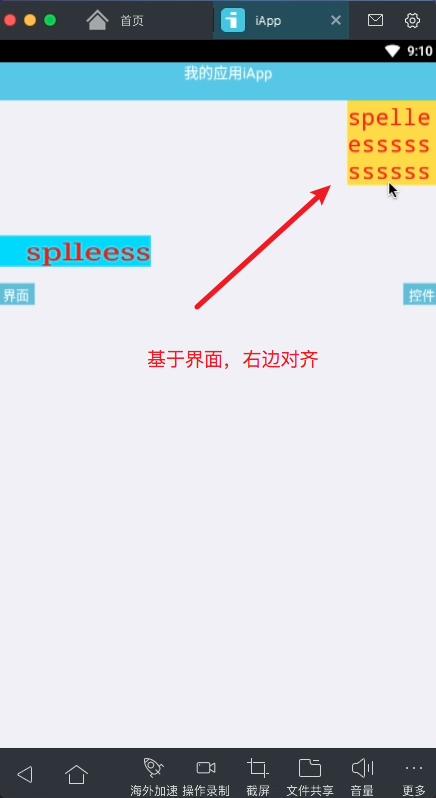 首页
iApp
9:10
我的应用iApp
spelle
esssss
ssssss
splleess
界面
控件
基于界面，右边对齐
海外加速 操作录制 截屏 文件共享 音量 更多